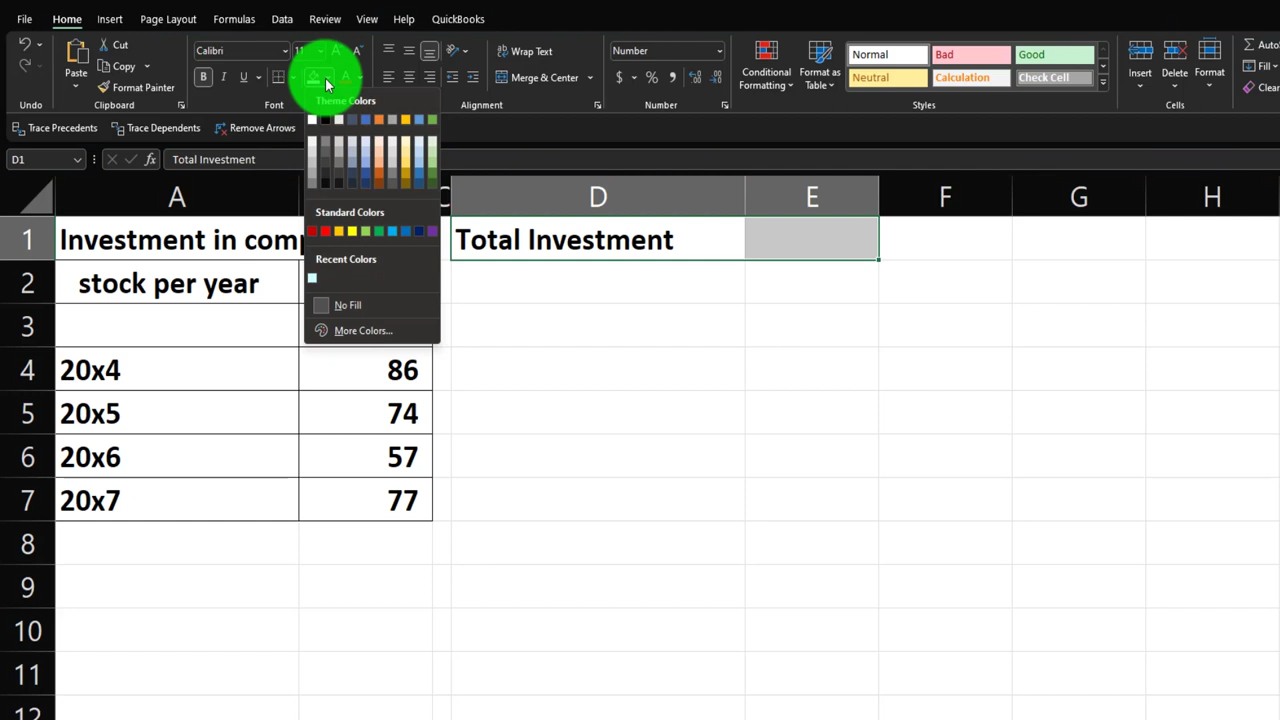 File Home Insert Page Layout Formulas Data Review View Help QuickBooks
Paste Cut Copy Format Painter
Calibri 11
B I U
Wrap Text
Merge & Center
Number
$ %
Conditional Formatting
Format as Table
Normal Bad Good
Neutral Calculation Check Cell
Insert Delete Format
Fill
Undo Clipboard Font Alignment Number Styles Cells
Trace Precedents Trace Dependents Remove Arrows
D1 fx Total Investment
Theme Colors
Standard Colors
Recent Colors
No Fill
More Colors...
A D E F G H
1 Investment in Total Investment
2 stock per year
3
4 20x4 86
5 20x5 74
6 20x6 57
7 20x7 77
8
9
10
11
12